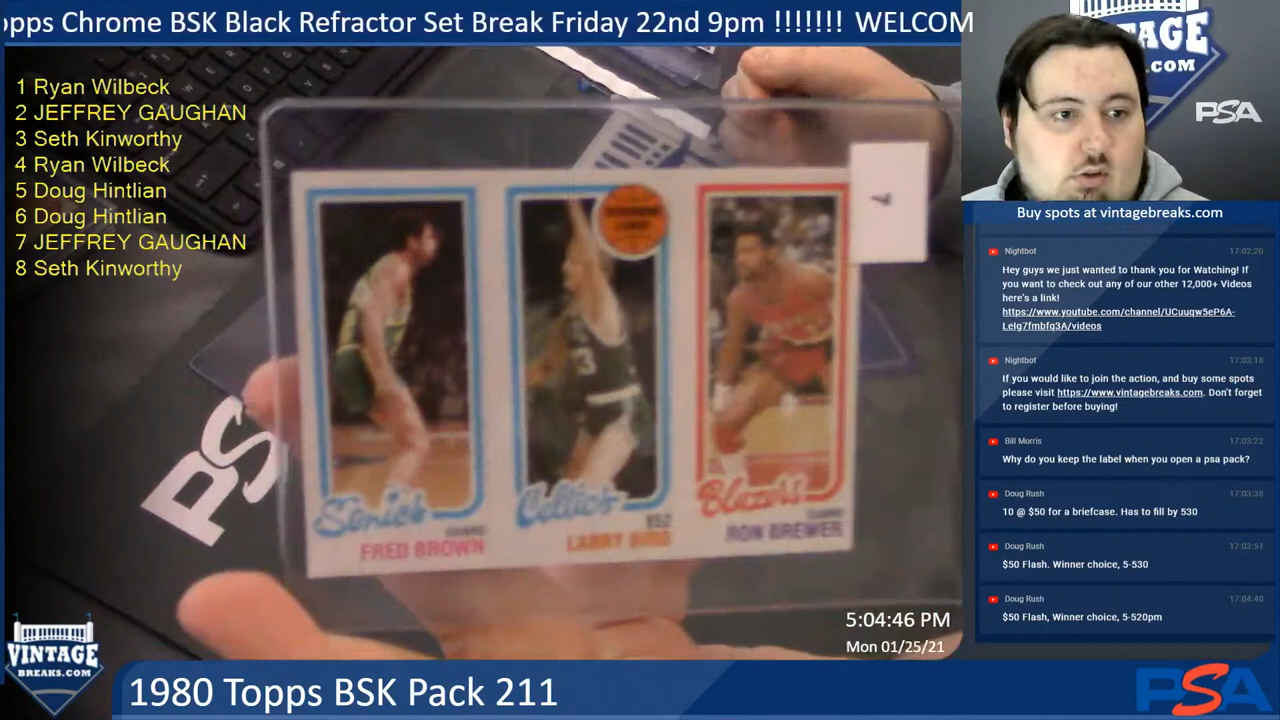 opps Chrome BSK Black Refractor Set Break Friday 22nd 9pm !!!!!!! WELCOM
1 Ryan Wilbeck
2 JEFFREY GAUGHAN
3 Seth Kinworthy
4 Ryan Wilbeck
5 Doug Hintlian
6 Doug Hintlian
7 JEFFREY GAUGHAN
8 Seth Kinworthy
7
Sonics
GUARD
FRED BROWN
Celtics
LARRY BIRD
Blazers
GUARD
RON BREWER
PS
TAGE
.COM
PSA
Buy spots at vintagebreaks.com
Nightbot 17:02:20
Hey guys we just wanted to thank you for Watching! If
you want to check out any of our other 12,000+ Videos
here's a link!
https://www.youtube.com/channel/UCuuqw5eP6A-
LeIg7fmbfq3A/videos
Nightbot 17:03:18
If you would like to join the action, and buy some spots
please visit https://www.vintagebreaks.com. Don't forget
to register before buying!
Bill Morris 17:03:22
Why do you keep the label when you open a psa pack?
Doug Rush 17:03:38
10 @ $50 for a briefcase. Has to fill by 530
Doug Rush 17:03:51
$50 Flash. Winner choice, 5-530
Doug Rush 17:04:40
$50 Flash, Winner choice, 5-520pm
5:04:46 PM
Mon 01/25/21
VINTAGE
BREAKS.COM
1980 Topps BSK Pack 211
PSA